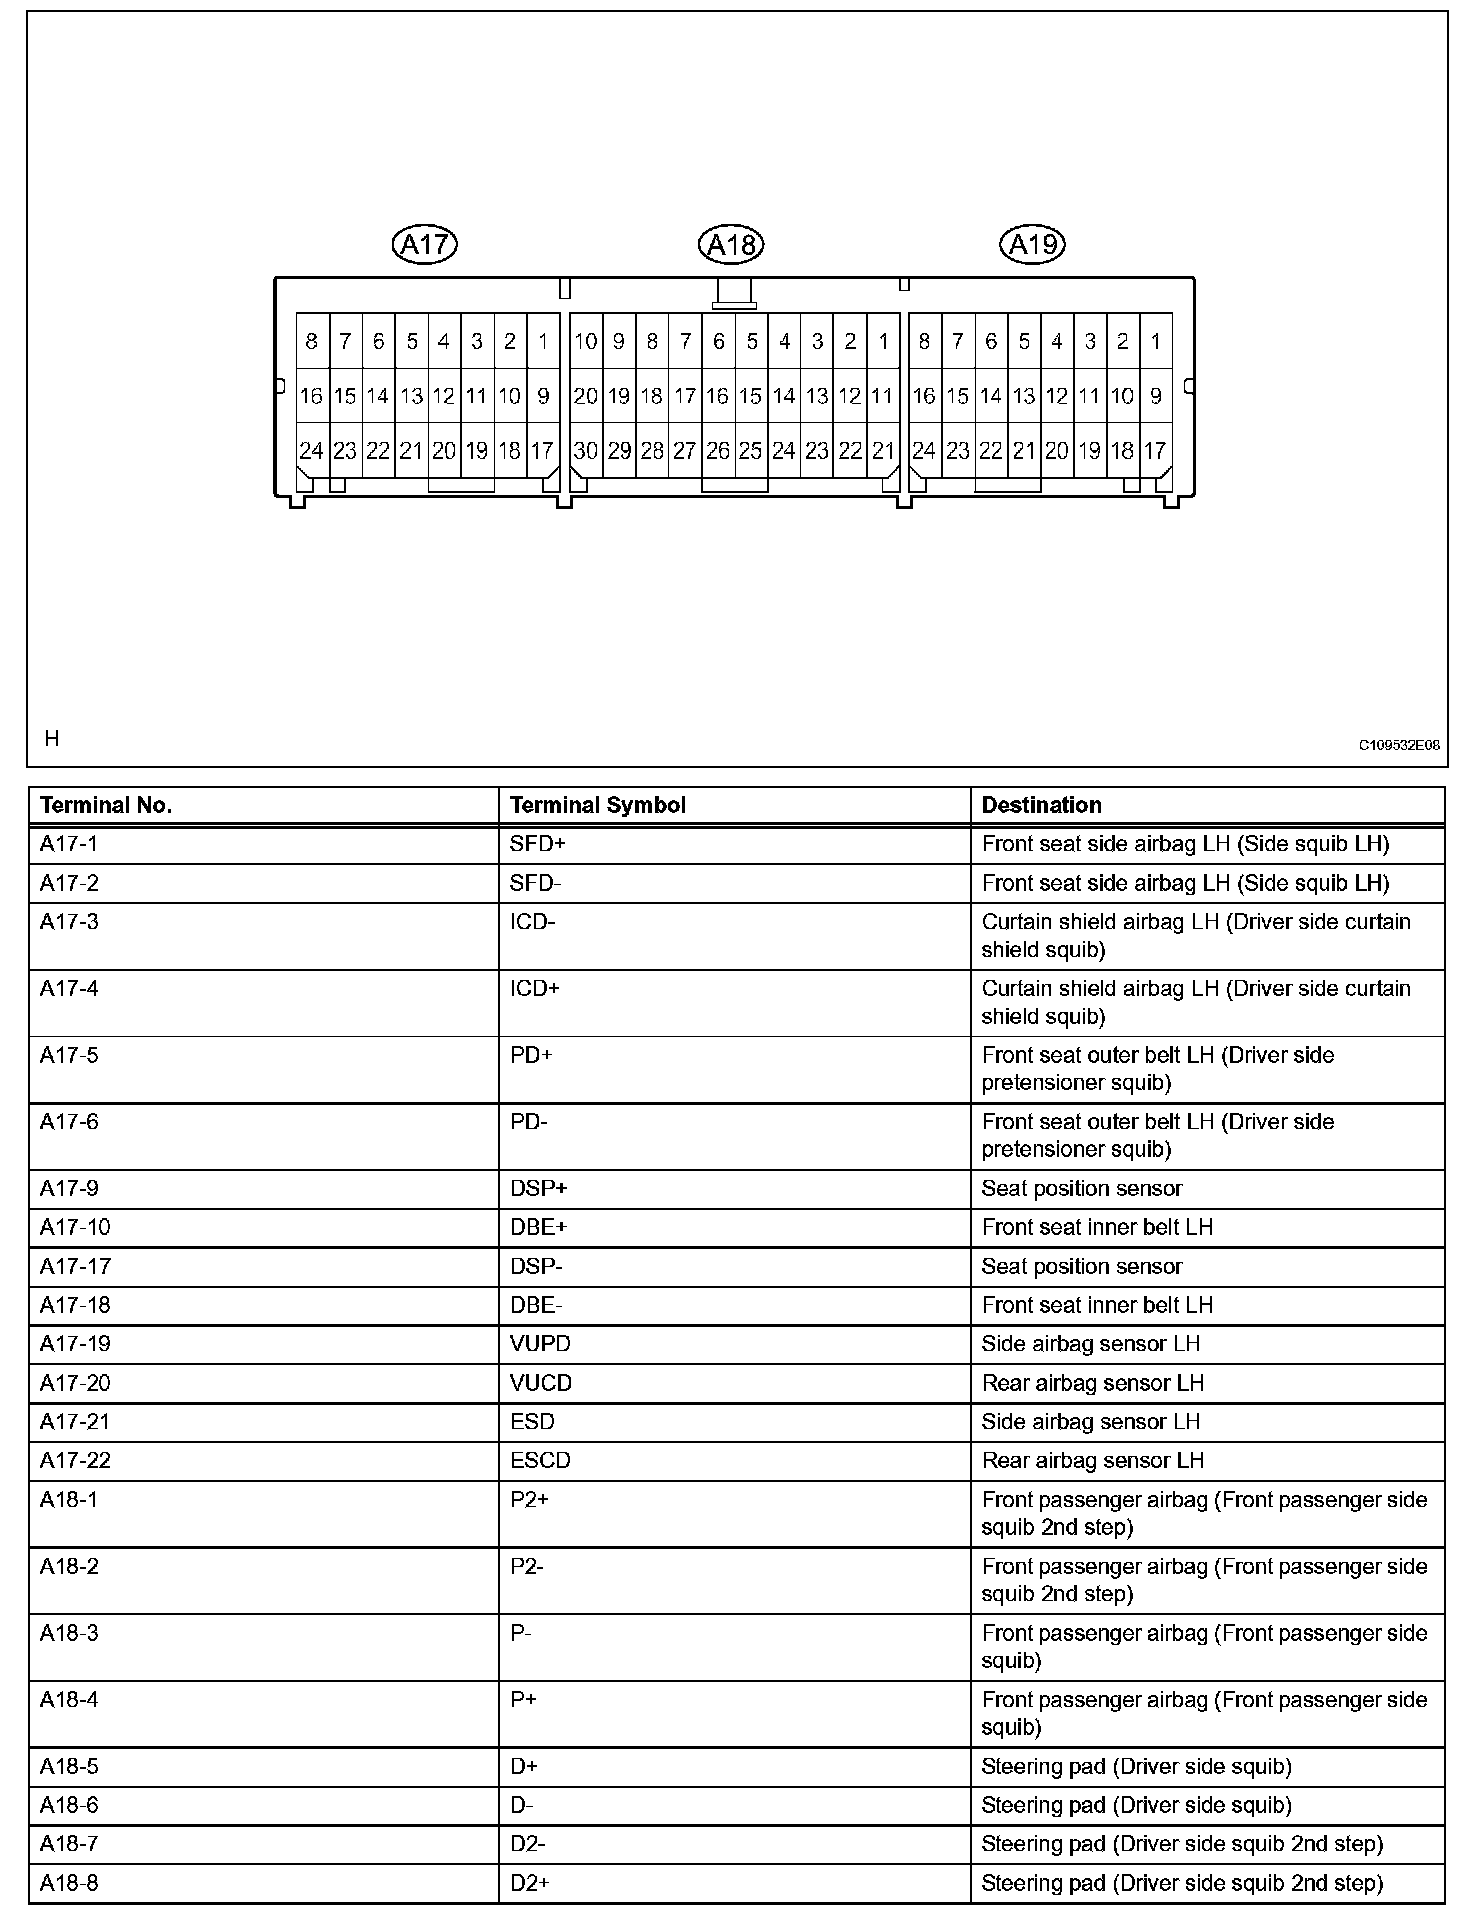 A17 A18 A19
8 7 6 5 4 3 2 1 10 9 8 7 6 5 4 3 2 1 8 7 6 5 4 3 2 1
16 15 14 13 12 11 10 9 20 19 18 17 16 15 14 13 12 11 16 15 14 13 12 11 10 9
24 23 22 21 20 19 18 17 30 29 28 27 26 25 24 23 22 21 24 23 22 21 20 19 18 17
H
C109532E08
Terminal No. Terminal Symbol Destination
A17-1 SFD+ Front seat side airbag LH (Side squib LH)
A17-2 SFD- Front seat side airbag LH (Side squib LH)
A17-3 ICD- Curtain shield airbag LH (Driver side curtain
shield squib)
A17-4 ICD+ Curtain shield airbag LH (Driver side curtain
shield squib)
A17-5 PD+ Front seat outer belt LH (Driver side
pretensioner squib)
A17-6 PD- Front seat outer belt LH (Driver side
pretensioner squib)
A17-9 DSP+ Seat position sensor
A17-10 DBE+ Front seat inner belt LH
A17-17 DSP- Seat position sensor
A17-18 DBE- Front seat inner belt LH
A17-19 VUPD Side airbag sensor LH
A17-20 VUCD Rear airbag sensor LH
A17-21 ESD Side airbag sensor LH
A17-22 ESCD Rear airbag sensor LH
A18-1 P2+ Front passenger airbag (Front passenger side
squib 2nd step)
A18-2 P2- Front passenger airbag (Front passenger side
squib 2nd step)
A18-3 P- Front passenger airbag (Front passenger side
squib)
A18-4 P+ Front passenger airbag (Front passenger side
squib)
A18-5 D+ Steering pad (Driver side squib)
A18-6 D- Steering pad (Driver side squib)
A18-7 D2- Steering pad (Driver side squib 2nd step)
A18-8 D2+ Steering pad (Driver side squib 2nd step)